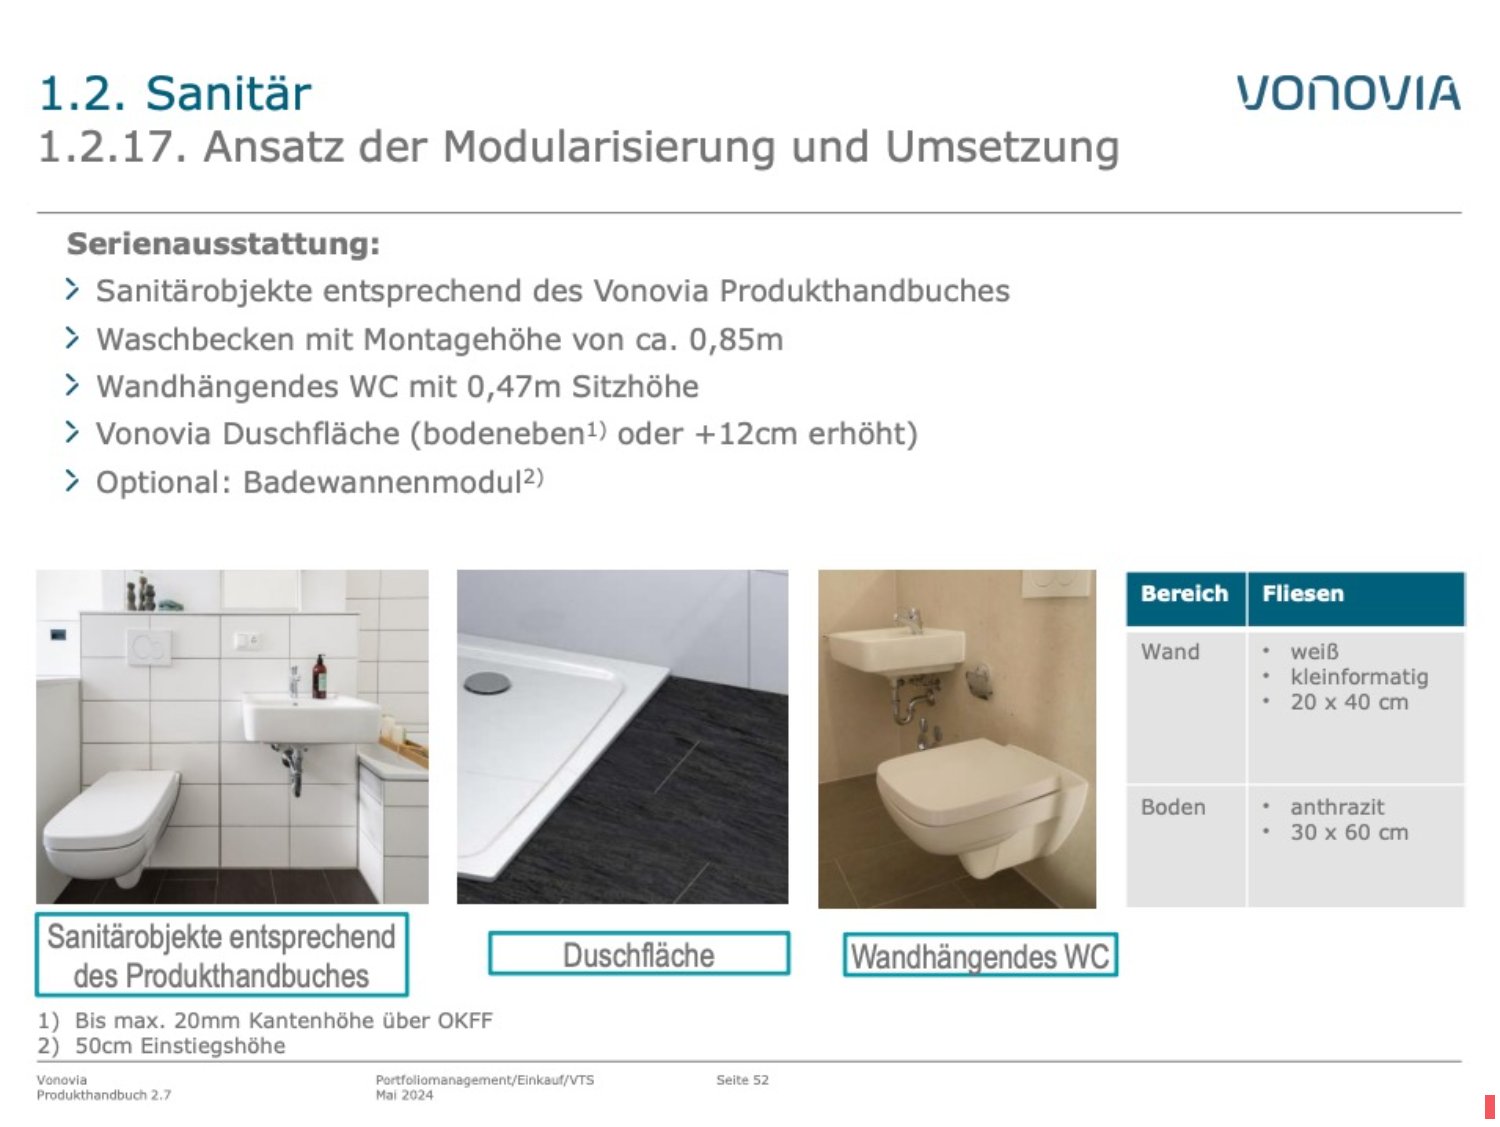 1.2. Sanitär
VONOVIA
1.2.17. Ansatz der Modularisierung und Umsetzung
Serienausstattung:
Sanitärobjekte entsprechend des Vonovia Produkthandbuches
Waschbecken mit Montagehöhe von ca. 0,85m
Wandhängendes WC mit 0,47m Sitzhöhe
Vonovia Duschfläche (bodeneben1) oder +12cm erhöht)
Optional: Badewannenmodul2)
Bereich Fliesen
Wand
• weiß
• kleinformatig
• 20 x 40 cm
Boden
• anthrazit
• 30 x 60 cm
Sanitärobjekte entsprechend
des Produkthandbuches
Duschfläche
Wandhängendes WC
1) Bis max. 20mm Kantenhöhe über OKFF
2) 50cm Einstiegshöhe
Vonovia
Produkthandbuch 2.7
Portfoliomanagement/Einkauf/VTS
Mai 2024
Seite 52